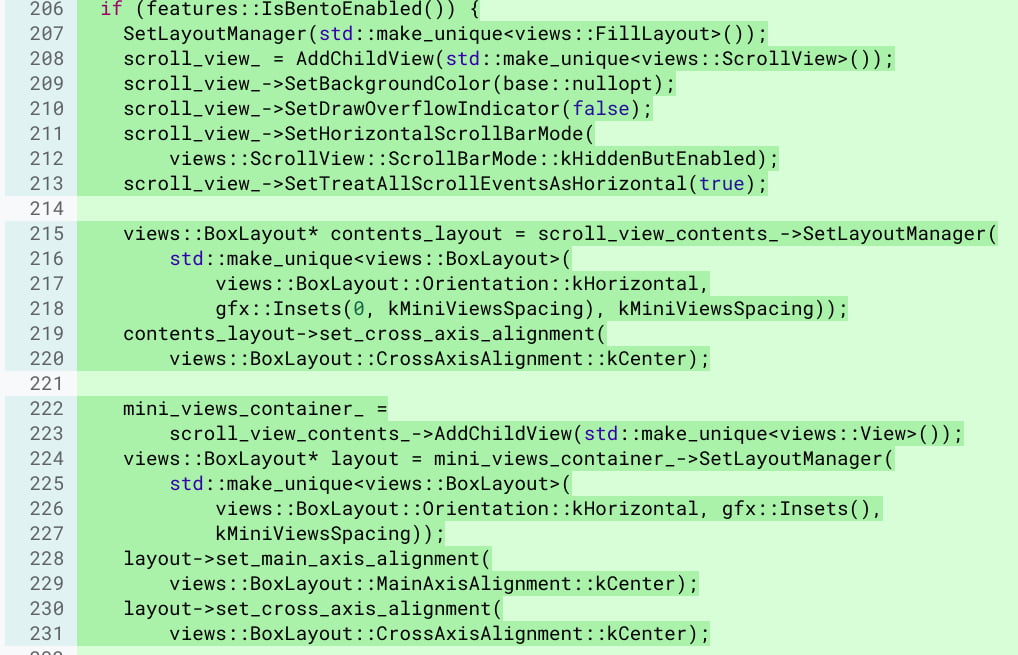 206 if (features::IsBentoEnabled()) {
207 SetLayoutManager(std::make_unique<views::FillLayout>());
208 scroll_view_ = AddChildView(std::make_unique<views::ScrollView>());
209 scroll_view_->SetBackgroundColor(base::nullopt);
210 scroll_view_->SetDrawOverflowIndicator(false);
211 scroll_view_->SetHorizontalScrollBarMode(
212 views::ScrollView::ScrollBarMode::kHiddenButEnabled);
213 scroll_view_->SetTreatAllScrollEventsAsHorizontal(true);
214
215 views::BoxLayout* contents_layout = scroll_view_contents_->SetLayoutManager(
216 std::make_unique<views::BoxLayout>(
217 views::BoxLayout::Orientation::kHorizontal,
218 gfx::Insets(0, kMiniViewsSpacing), kMiniViewsSpacing));
219 contents_layout->set_cross_axis_alignment(
220 views::BoxLayout::CrossAxisAlignment::kCenter);
221
222 mini_views_container_ =
223 scroll_view_contents_->AddChildView(std::make_unique<views::View>());
224 views::BoxLayout* layout = mini_views_container_->SetLayoutManager(
225 std::make_unique<views::BoxLayout>(
226 views::BoxLayout::Orientation::kHorizontal, gfx::Insets(),
227 kMiniViewsSpacing));
228 layout->set_main_axis_alignment(
229 views::BoxLayout::MainAxisAlignment::kCenter);
230 layout->set_cross_axis_alignment(
231 views::BoxLayout::CrossAxisAlignment::kCenter);